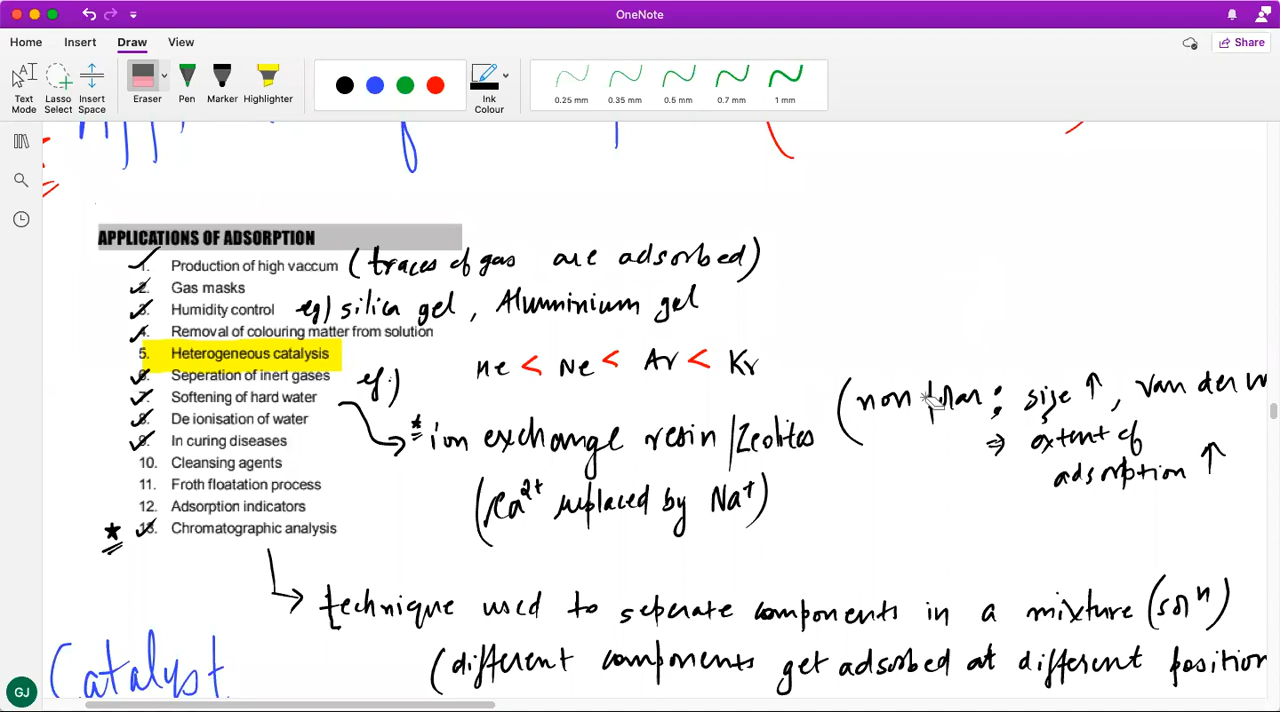 OneNote
Home Insert Draw View
Share
Text Mode
Lasso Select
Insert Space
Eraser
Pen
Marker
Highlighter
Ink Colour
0.25 mm 0.35 mm 0.5 mm 0.7 mm 1 mm
APPLICATIONS OF ADSORPTION
1. Production of high vaccum (traces of gas are adsorbed)
2. Gas masks
3. Humidity control eg) silica gel, Aluminium gel
4. Removal of colouring matter from solution
5. Heterogeneous catalysis
6. Seperation of inert gases eg:) He < Ne < Ar < Kr
(non polar: size ↑, van der W
⇒ extent of
adsorption ↑
7. Softening of hard water → * ion exchange resin/Zeolites
(Ca²⁺ replaced by Na⁺)
8. De ionisation of water
9. In curing diseases
10. Cleansing agents
11. Froth floatation process
12. Adsorption indicators
* 13. Chromatographic analysis
→ technique used to seperate components in a mixture (solⁿ)
(different components get adsorbed at different position
Catalyst
GJ